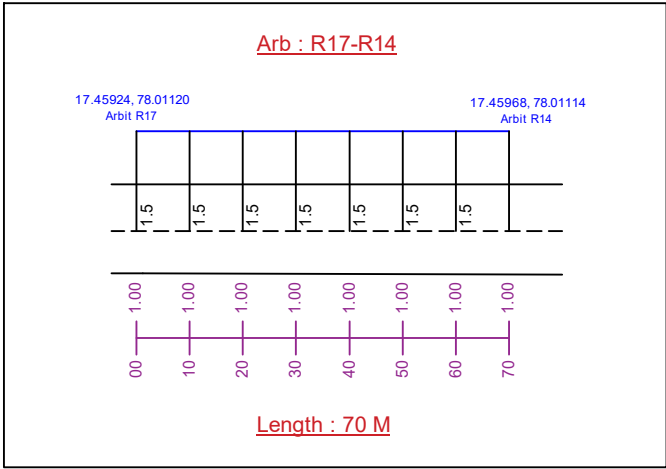 Arb : R17-R14
17.45924, 78.01120
Arbit R17
17.45968, 78.01114
Arbit R14
1.5 1.5 1.5 1.5 1.5 1.5 1.5
1.00 1.00 1.00 1.00 1.00 1.00 1.00 1.00
00 10 20 30 40 50 60 70
Length : 70 M